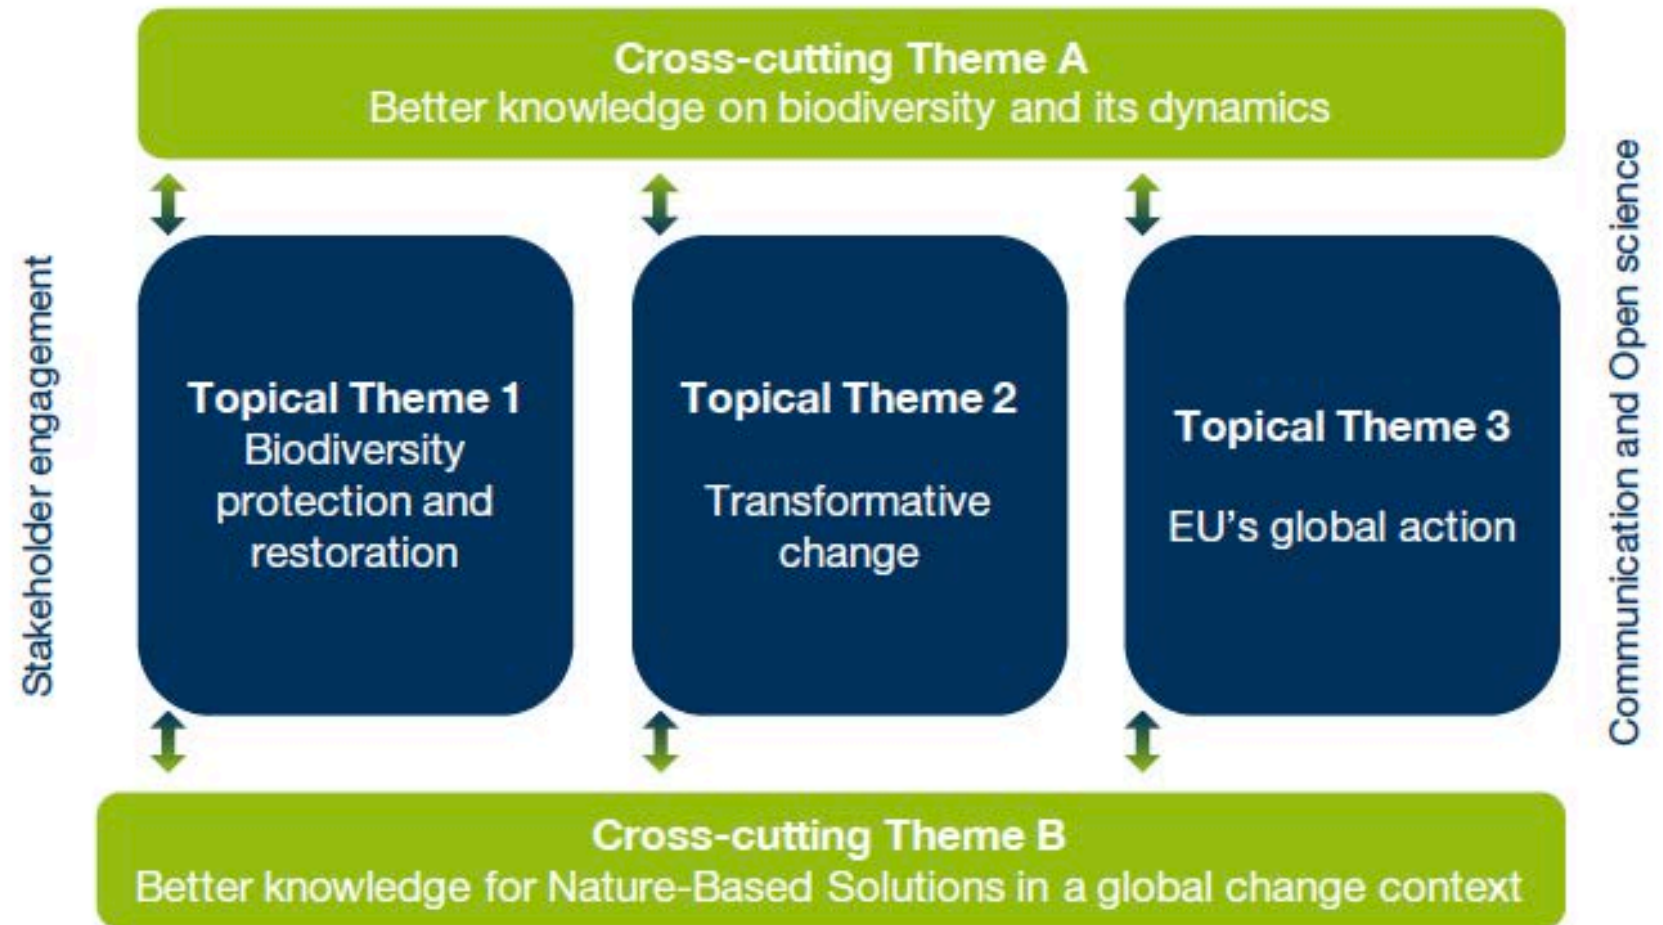 Cross-cutting Theme A
Better knowledge on biodiversity and its dynamics
Stakeholder engagement
Topical Theme 1
Biodiversity
protection and
restoration
Topical Theme 2
Transformative
change
Topical Theme 3
EU's global action
Communication and Open science
Cross-cutting Theme B
Better knowledge for Nature-Based Solutions in a global change context